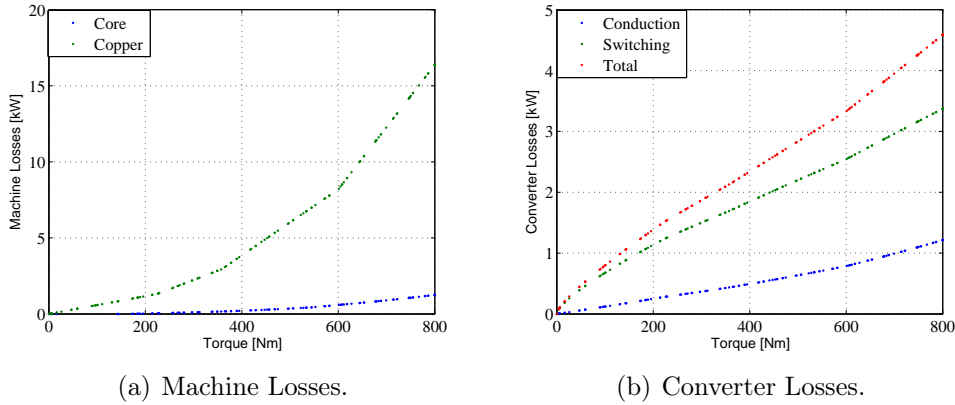 20
15
10
5
0
Machine Losses [kW]
Core
Copper
0 200 400 600 800
Torque [Nm]
(a) Machine Losses.
5
4
3
2
1
0
Converter Losses [kW]
Conduction
Switching
Total
0 200 400 600 800
Torque [Nm]
(b) Converter Losses.